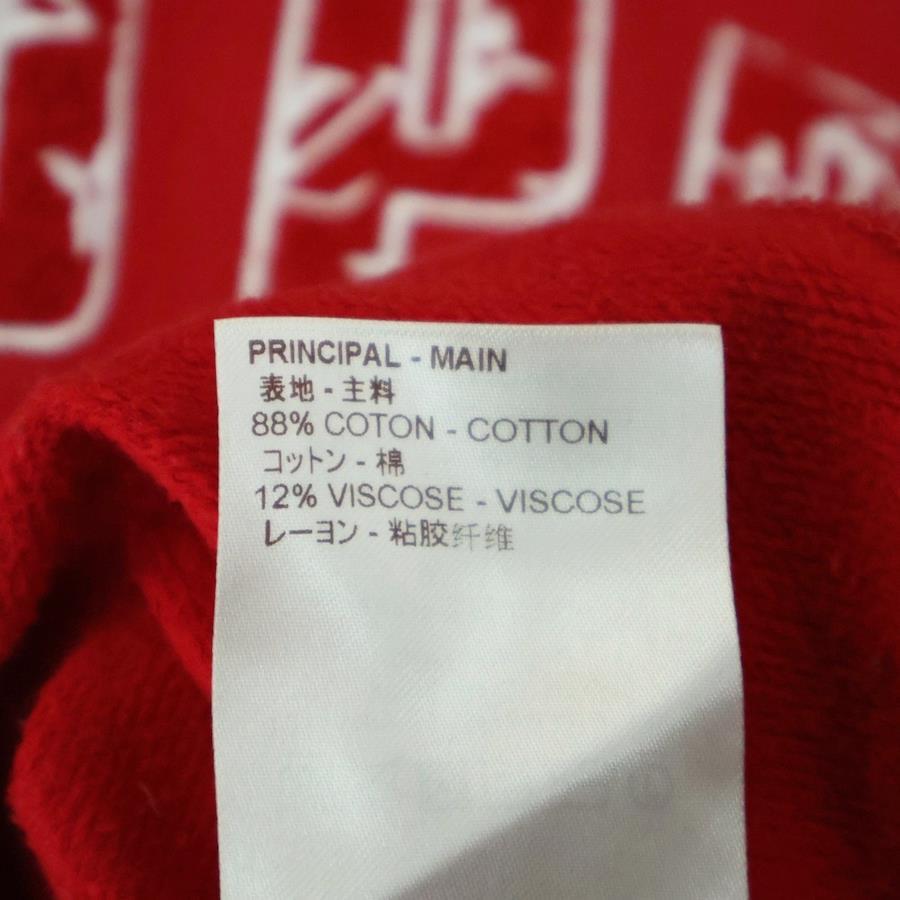 PRINCIPAL - MAIN
表地 - 主料
88% COTON - COTTON
コットン - 棉
12% VISCOSE - VISCOSE
レーヨン - 粘胶纤维